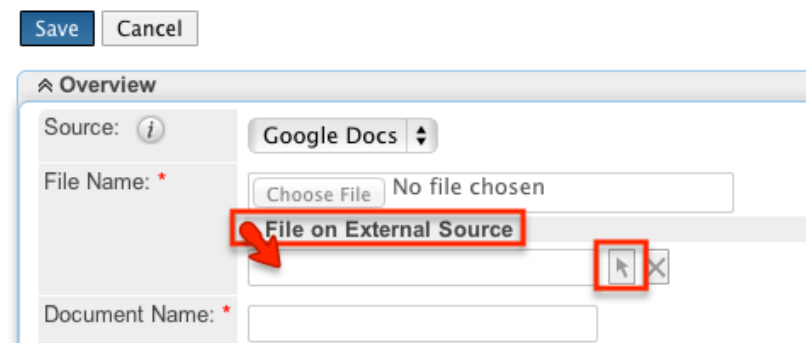 Save Cancel
Overview
Source: i Google Docs
File Name: * Choose File No file chosen
File on External Source
Document Name: *